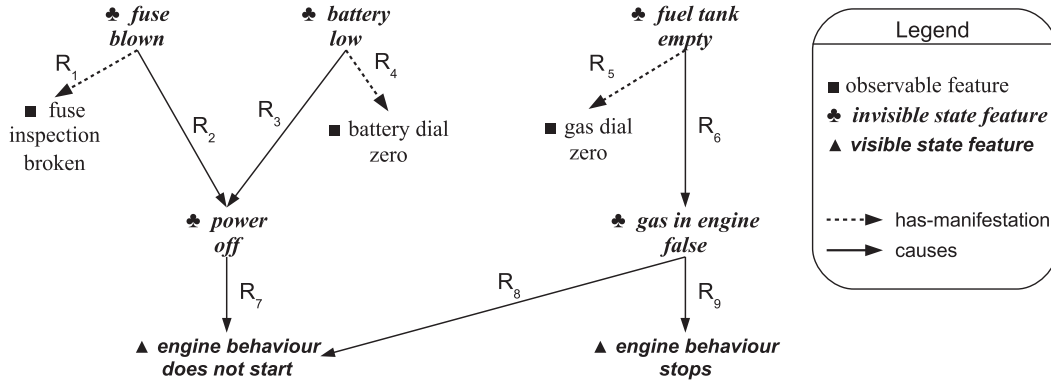 ♣ fuse
blown
♣ battery
low
♣ fuel tank
empty
Legend
R1
R4
R5
■ observable feature
♣ invisible state feature
▲ visible state feature
■ fuse
inspection
broken
R2
R3
■ battery dial
zero
■ gas dial
zero
R6
♣ power
off
♣ gas in engine
false
has-manifestation
causes
R7
R8
R9
▲ engine behaviour
does not start
▲ engine behaviour
stops